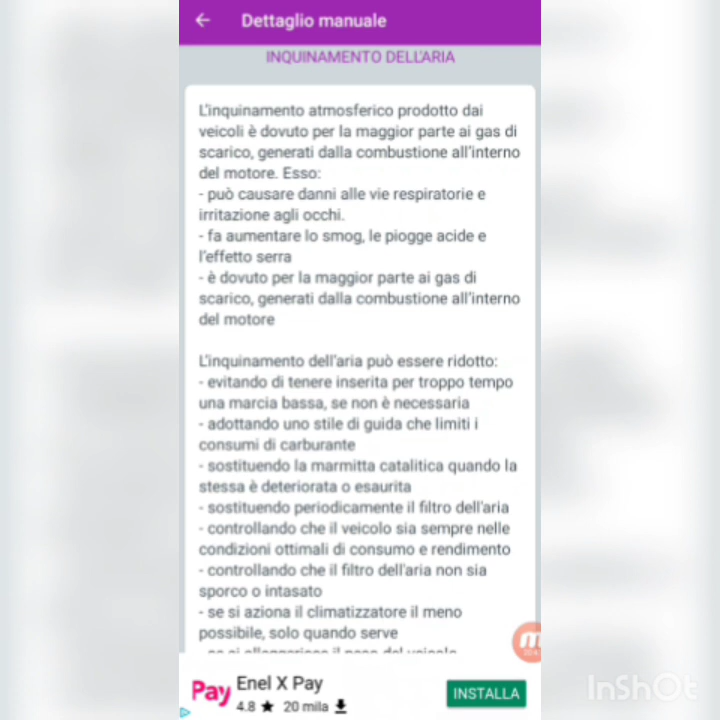 Dettaglio manuale
INQUINAMENTO DELL'ARIA
L'inquinamento atmosferico prodotto dai
veicoli è dovuto per la maggior parte ai gas di
scarico, generati dalla combustione all'interno
del motore. Esso:
- può causare danni alle vie respiratorie e
irritazione agli occhi.
- fa aumentare lo smog, le piogge acide e
l'effetto serra
- è dovuto per la maggior parte ai gas di
scarico, generati dalla combustione all'interno
del motore
L'inquinamento dell'aria può essere ridotto:
- evitando di tenere inserita per troppo tempo
una marcia bassa, se non è necessaria
- adottando uno stile di guida che limiti i
consumi di carburante
- sostituendo la marmitta catalitica quando la
stessa è deteriorata o esaurita
- sostituendo periodicamente il filtro dell'aria
- controllando che il veicolo sia sempre nelle
condizioni ottimali di consumo e rendimento
- controllando che il filtro dell'aria non sia
sporco o intasato
- se si aziona il climatizzatore il meno
possibile, solo quando serve
Pay Enel X Pay
4.8 ★ 20 mila
INSTALLA
InShOt